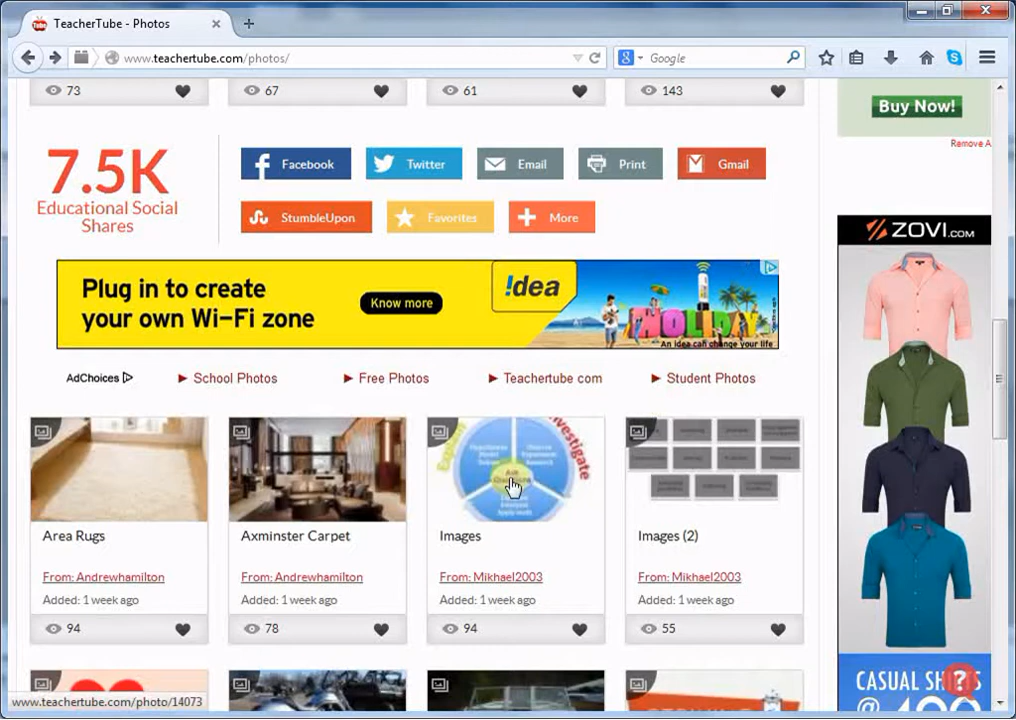 TeacherTube - Photos
www.teachertube.com/photos/
Google
73
67
61
143
Buy Now!
Remove A
7.5K
Educational Social
Shares
Facebook
Twitter
Email
Print
Gmail
StumbleUpon
Favorites
More
ZOVI.COM
Plug in to create
your own Wi-Fi zone
Know more
!dea
HOLIDAY
An idea can change your life
AdChoices
School Photos
Free Photos
Teachertube com
Student Photos
Investigate
Area Rugs
Axminster Carpet
Images
Images (2)
From: Andrewhamilton
From: Andrewhamilton
From: Mikhael2003
From: Mikhael2003
Added: 1 week ago
Added: 1 week ago
Added: 1 week ago
Added: 1 week ago
94
78
94
55
CASUAL
@
www.teachertube.com/photo/14073